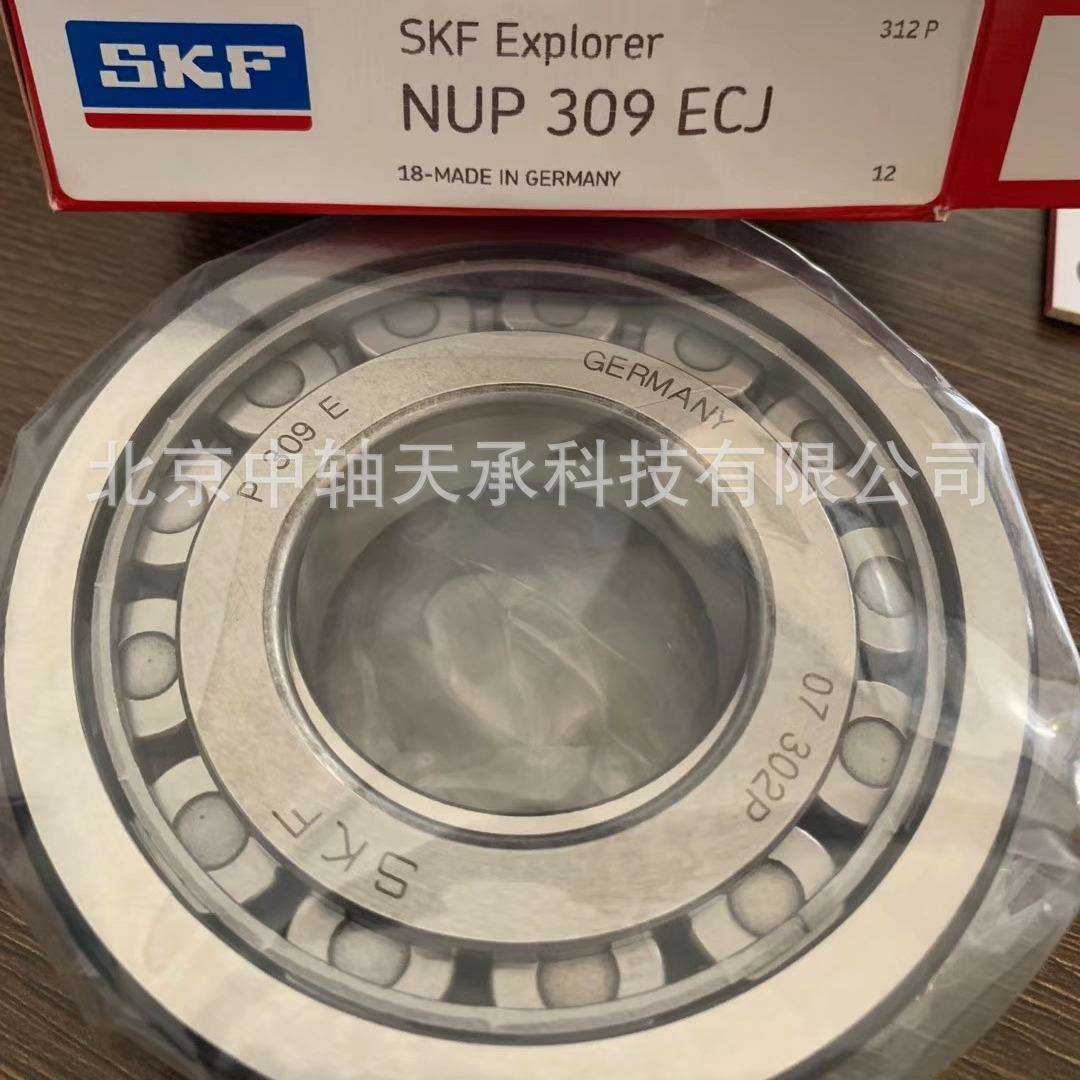 SKF
SKF Explorer
312 P
NUP 309 ECJ
18-MADE IN GERMANY
12
GERMANY
P 309 E
北京中轴天承科技有限公司
07 302P
SKF